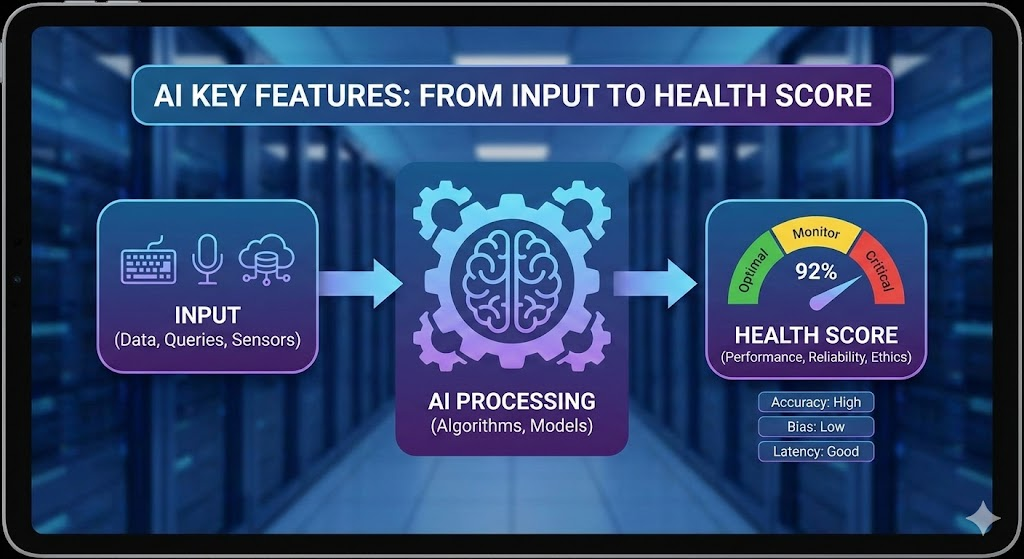 AI KEY FEATURES: FROM INPUT TO HEALTH SCORE
INPUT
(Data, Queries, Sensors)
AI PROCESSING
(Algorithms, Models)
Optimal
Monitor
Critical
92%
HEALTH SCORE
(Performance, Reliability, Ethics)
Accuracy: High
Bias: Low
Latency: Good